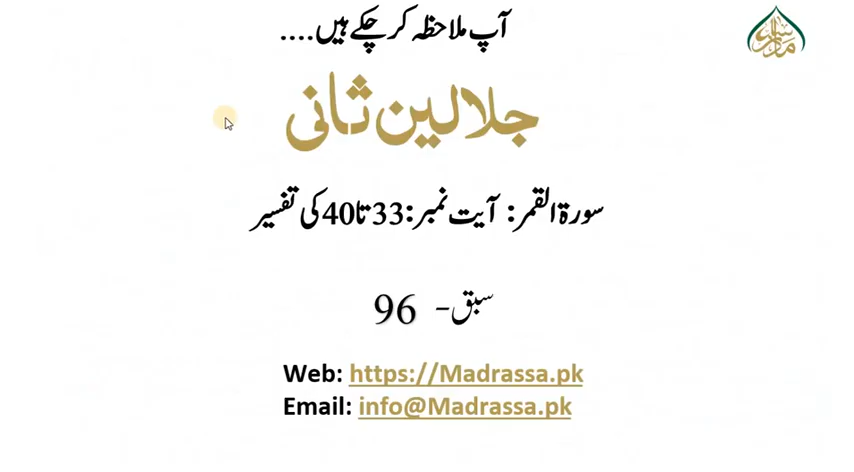 آپ ملاحظہ کر چکے ہیں....
جلالین ثانی
سورۃ القمر: آیت نمبر: 33 تا 40 کی تفسیر
سبق - 96
Web: https://Madrassa.pk
Email: info@Madrassa.pk